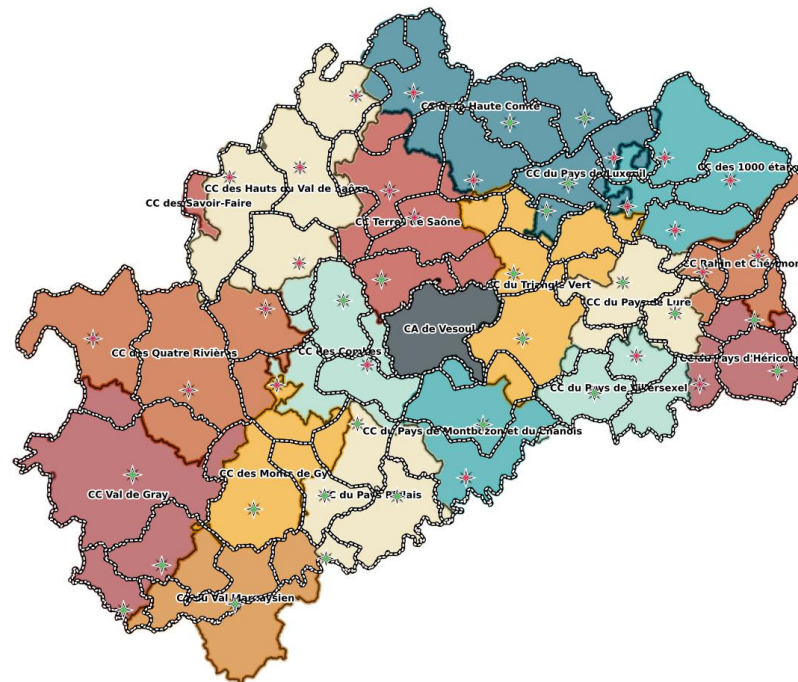 CC de la Haute Comté
CC du Pays de Luxeuil
CC des 1000 étangs
CC des Hauts du Val de Saône
CC des Savoir-Faire
CC Terres de Saône
CC Rahin et Chérimont
CC du Triangle Vert
CC du Pays de Lure
CA de Vesoul
CC des Quatre Rivières
CC des Combes
CC du Pays d'Héricourt
CC du Pays de Villersexel
CC du Pays de Montbozon et du Chanois
CC des Monts de Gy
CC Val de Gray
CC du Pays Riolais
CC du Val Marnaysien